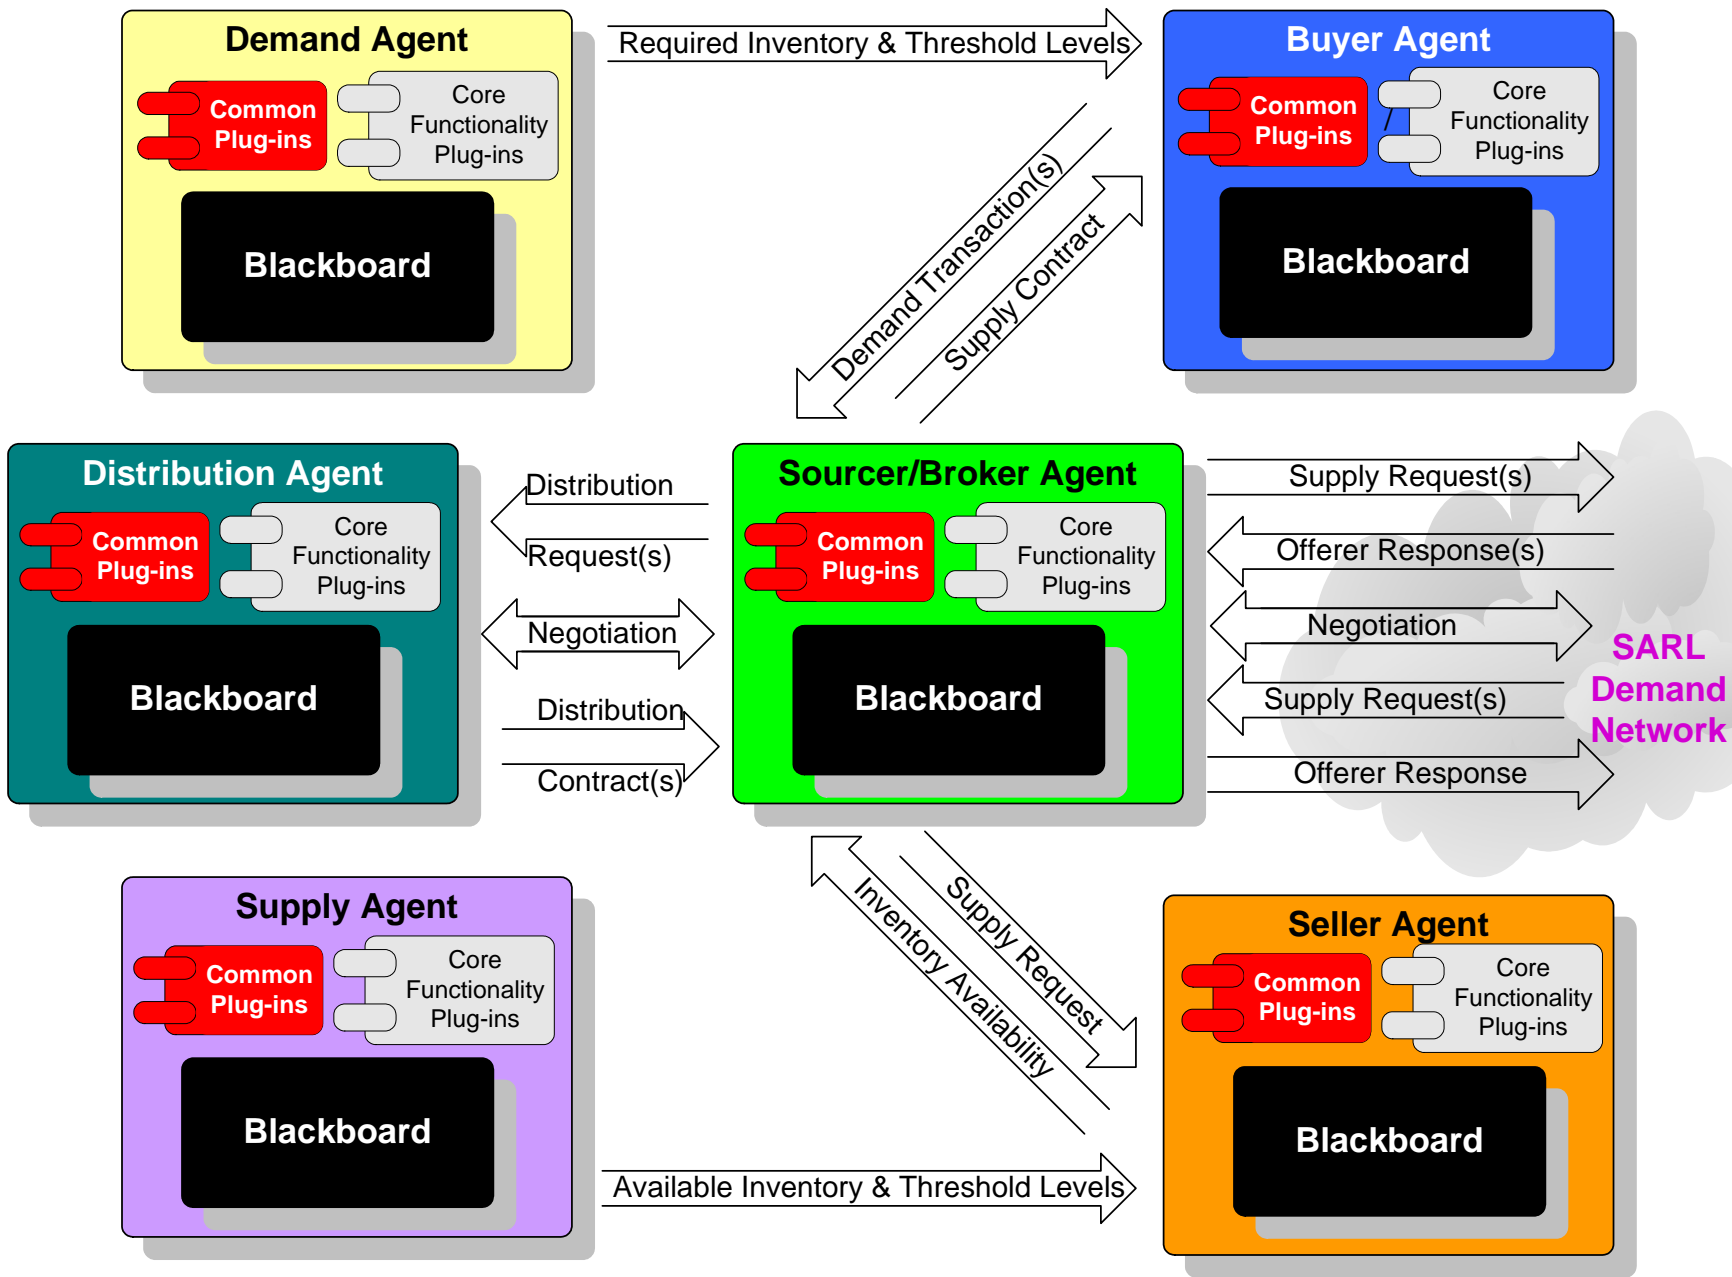 Demand Agent
Common
Plug-ins
Core
Functionality
Plug-ins
Blackboard
Required Inventory & Threshold Levels
Buyer Agent
Common
Plug-ins
/
Core
Functionality
Plug-ins
Blackboard
Demand Transaction(s)
Supply Contract
Distribution Agent
Common
Plug-ins
Core
Functionality
Plug-ins
Blackboard
Distribution
Request(s)
Negotiation
Distribution
Contract(s)
Sourcer/Broker Agent
Common
Plug-ins
Core
Functionality
Plug-ins
Blackboard
Supply Request(s)
Offerer Response(s)
Negotiation
Supply Request(s)
Offerer Response
SARL
Demand
Network
Supply Agent
Common
Plug-ins
Core
Functionality
Plug-ins
Blackboard
Inventory Availability
Supply Request
Available Inventory & Threshold Levels
Seller Agent
Common
Plug-ins
Core
Functionality
Plug-ins
Blackboard